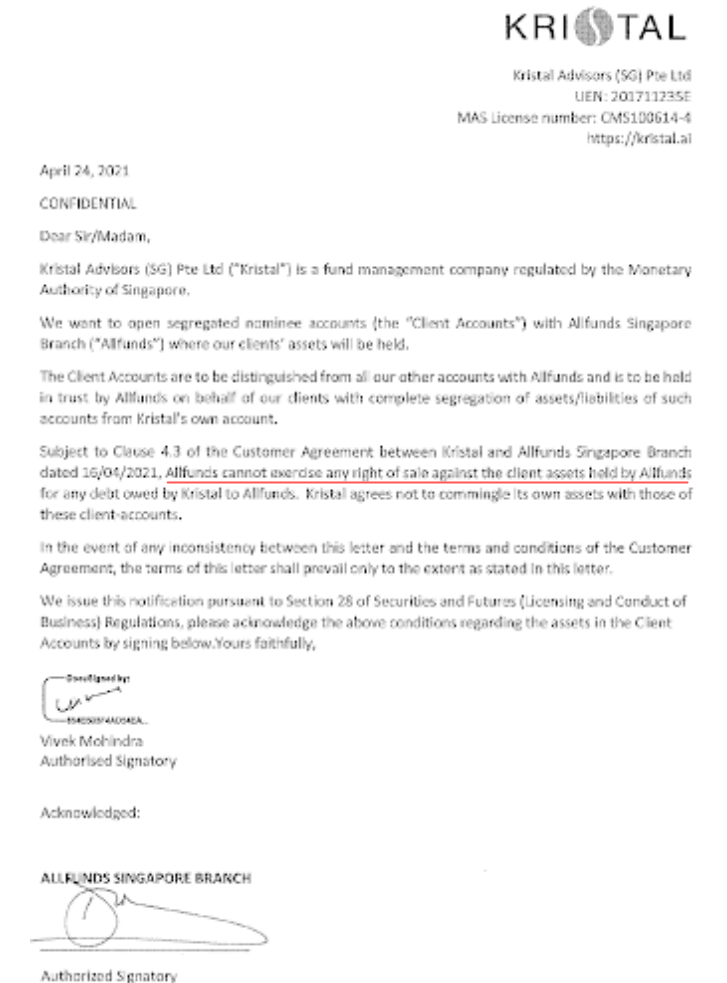 KRISTAL
Kristal Advisors (SG) Pte Ltd
UEN: 201711235E
MAS License number: CMS100614-4
https://kristal.ai
April 24, 2021
CONFIDENTIAL
Dear Sir/Madam,
Kristal Advisors (SG) Pte Ltd ("Kristal") is a fund management company regulated by the Monetary
Authority of Singapore.
We want to open segregated nominee accounts (the "Client Accounts") with Allfunds Singapore
Branch ("Allfunds") where our clients' assets will be held.
The Client Accounts are to be distinguished from all our other accounts with Allfunds and is to be held
in trust by Allfunds on behalf of our clients with complete segregation of assets/liabilities of such
accounts from Kristal's own account.
Subject to Clause 4.3 of the Customer Agreement between Kristal and Allfunds Singapore Branch
dated 16/04/2021, Allfunds cannot exercise any right of sale against the client assets held by Allfunds
for any debt owed by Kristal to Allfunds. Kristal agrees not to commingle its own assets with those of
these client-accounts.
In the event of any inconsistency between this letter and the terms and conditions of the Customer
Agreement, the terms of this letter shall prevail only to the extent as stated in this letter.
We issue this notification pursuant to Section 28 of Securities and Futures (Licensing and Conduct of
Business) Regulations, please acknowledge the above conditions regarding the assets in the Client
Accounts by signing below.Yours faithfully,
DocuSigned by:
Vivek Mohindra
Authorised Signatory
Acknowledged:
ALLFUNDS SINGAPORE BRANCH
Authorized Signatory